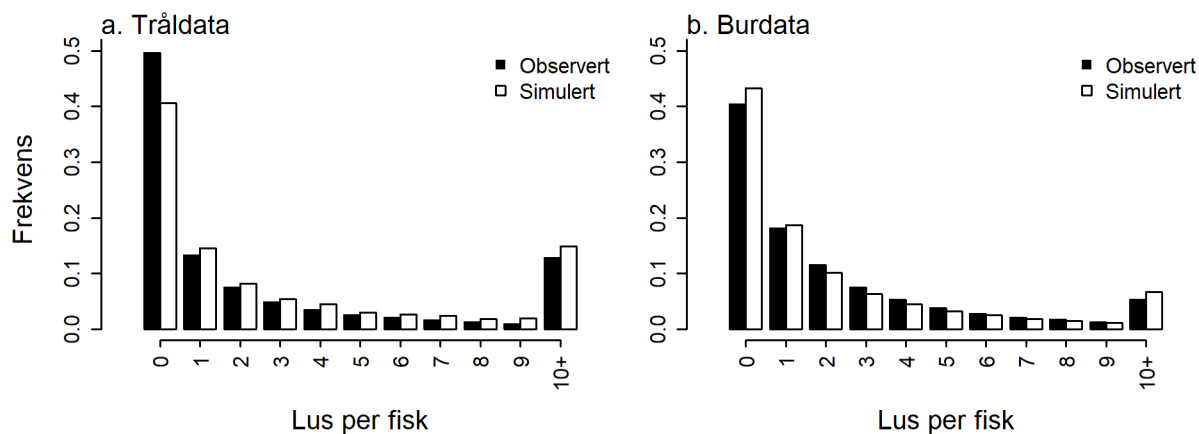 a. Tråldata
Observert
Simulert
Frekvens
0.5
0.4
0.3
0.2
0.1
0.0
0 1 2 3 4 5 6 7 8 9 10+
Lus per fisk
b. Burdata
Observert
Simulert
0.5
0.4
0.3
0.2
0.1
0.0
0 1 2 3 4 5 6 7 8 9 10+
Lus per fisk